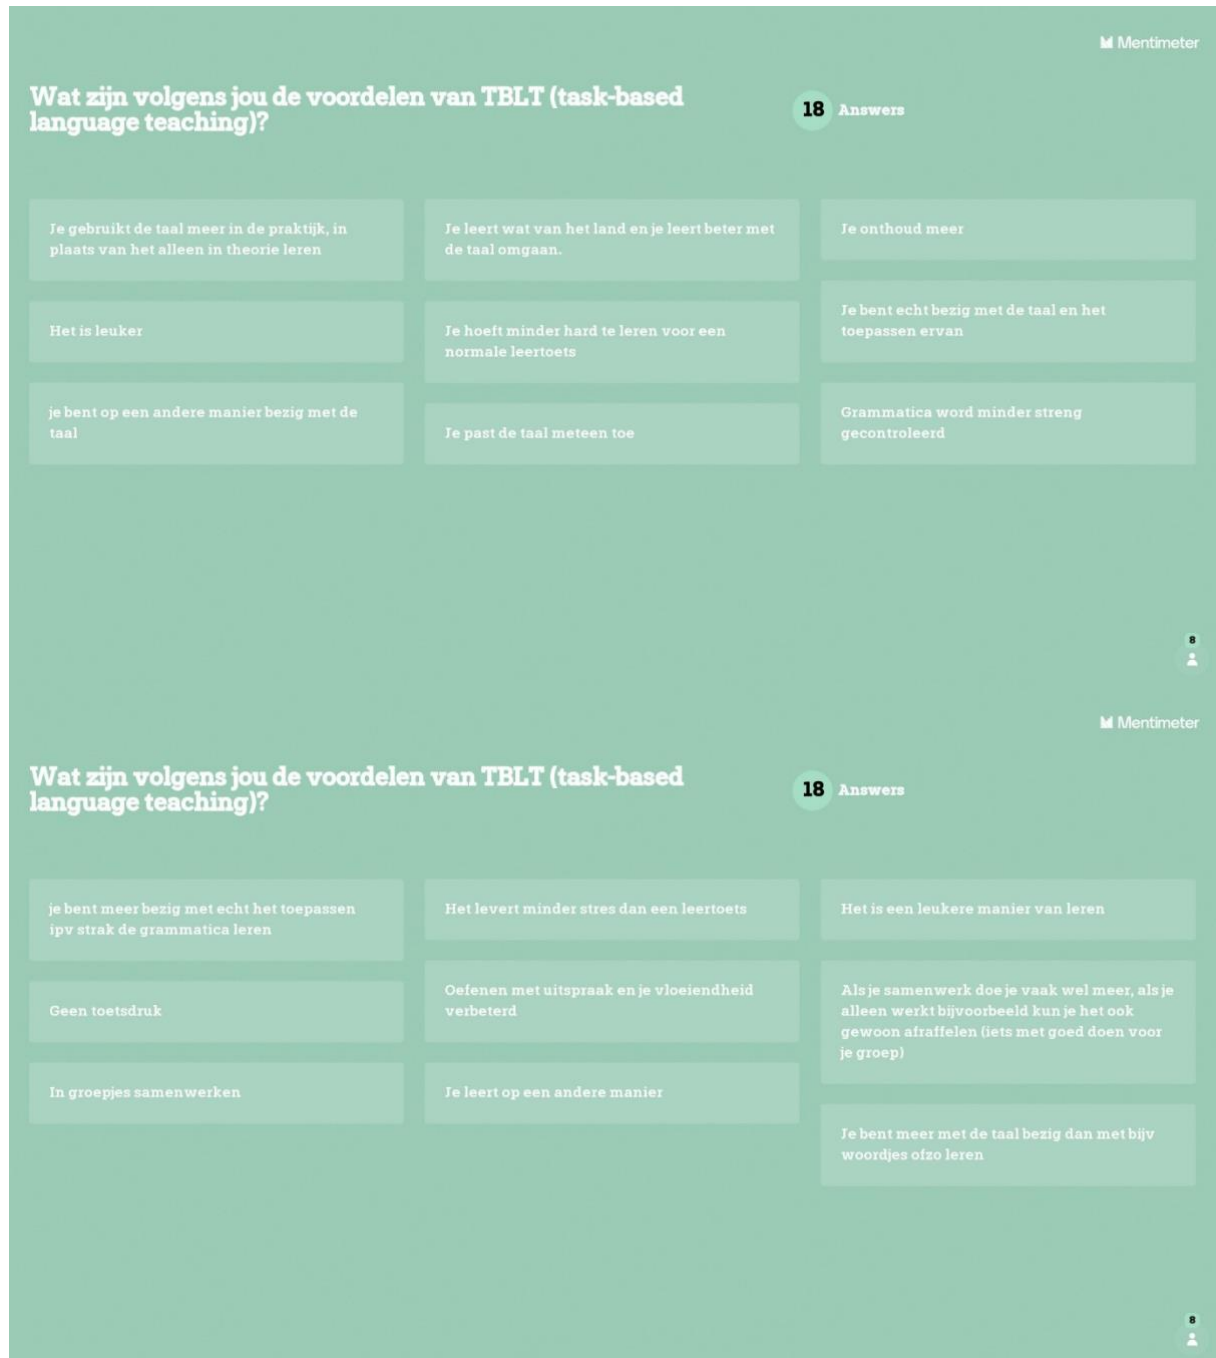 Mentimeter
Wat zijn volgens jou de voordelen van TBLT (task-based
language teaching)?
18 Answers
Je gebruikt de taal meer in de praktijk, in
plaats van het alleen in theorie leren
Het is leuker
je bent op een andere manier bezig met de
taal
Je leert wat van het land en je leert beter met
de taal omgaan.
Je hoeft minder hard te leren voor een
normale leertoets
Je past de taal meteen toe
Je onthoud meer
Je bent echt bezig met de taal en het
toepassen ervan
Grammatica word minder streng
gecontroleerd
8
Mentimeter
Wat zijn volgens jou de voordelen van TBLT (task-based
language teaching)?
18 Answers
je bent meer bezig met echt het toepassen
ipv strak de grammatica leren
Geen toetsdruk
In groepjes samenwerken
Het levert minder stres dan een leertoets
Oefenen met uitspraak en je vloeiendheid
verbeterd
Je leert op een andere manier
Het is een leukere manier van leren
Als je samenwerk doe je vaak wel meer, als je
alleen werkt bijvoorbeeld kun je het ook
gewoon afraffelen (iets met goed doen voor
je groep)
Je bent meer met de taal bezig dan met bijv
woordjes ofzo leren
8